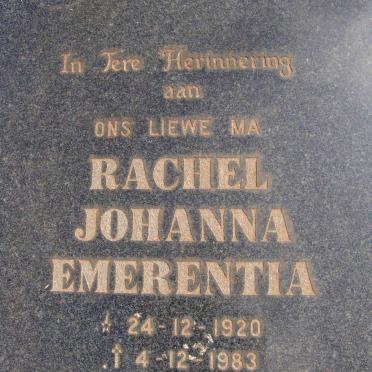 In Tere Herinnering
aan
ONS LIEWE MA
RACHEL
JOHANNA
EMERENTIA
* 24-12-1920
† 4-12-1983